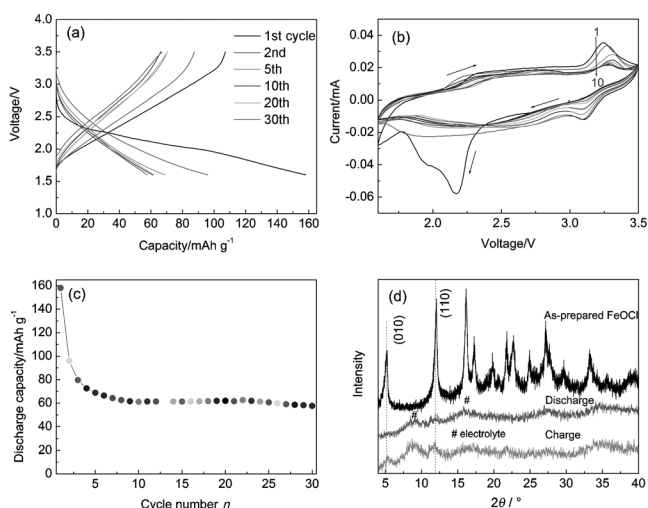 (a)
1st cycle
2nd
5th
10th
20th
30th
4.0
3.5
3.0
2.5
2.0
1.5
1.0
Voltage/V
0 20 40 60 80 100 120 140 160
Capacity/mAh g⁻¹
(b)
1
10
0.04
0.02
0.00
-0.02
-0.04
-0.06
Current/mA
2.0 2.5 3.0 3.5
Voltage/V
(c)
160
140
120
100
80
60
40
20
0
Discharge capacity/mAh g⁻¹
5 10 15 20 25 30
Cycle number n
(d)
(010)
(110)
As-prepared FeOCl
#
#
Discharge
# electrolyte
Charge
Intensity
5 10 15 20 25 30 35 40
2θ / °